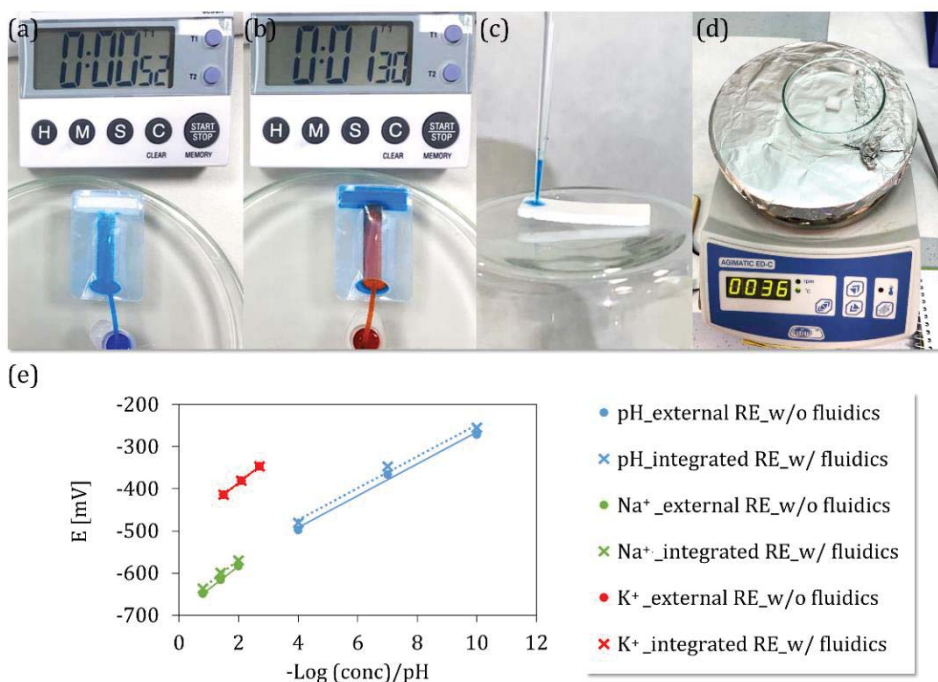 (a)
0:00 52
T1
T1
T2
H M S C START STOP
CLEAR MEMORY
(b)
0:01 30
T1
T1
T2
H M S C START STOP
CLEAR MEMORY
(c)
(d)
AGIMATIC ED-C
0036
rpm
°C
(e)
-200
-300
-400
-500
-600
-700
E [mV]
0 2 4 6 8 10 12
-Log (conc)/pH
pH_external RE_w/o fluidics
pH_integrated RE_w/ fluidics
Na⁺_external RE_w/o fluidics
Na⁺_integrated RE_w/ fluidics
K⁺_external RE_w/o fluidics
K⁺_integrated RE_w/ fluidics